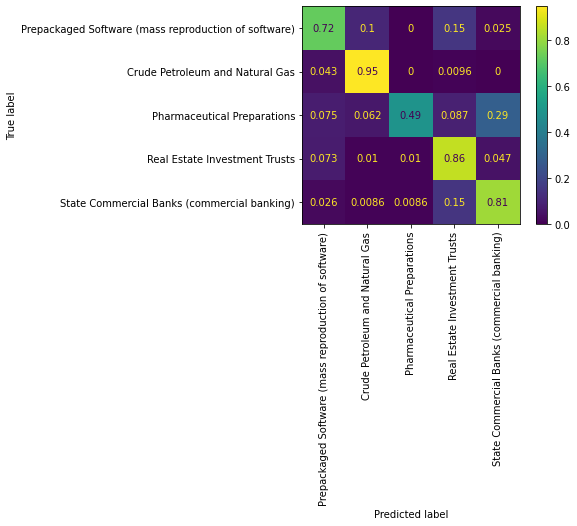 Prepackaged Software (mass reproduction of software) 0.72 0.1 0 0.15 0.025
Crude Petroleum and Natural Gas 0.043 0.95 0 0.0096 0
Pharmaceutical Preparations 0.075 0.062 0.49 0.087 0.29
Real Estate Investment Trusts 0.073 0.01 0.01 0.86 0.047
State Commercial Banks (commercial banking) 0.026 0.0086 0.0086 0.15 0.81
True label
0.8
0.6
0.4
0.2
0.0
Prepackaged Software (mass reproduction of software)
Crude Petroleum and Natural Gas
Pharmaceutical Preparations
Real Estate Investment Trusts
State Commercial Banks (commercial banking)
Predicted label